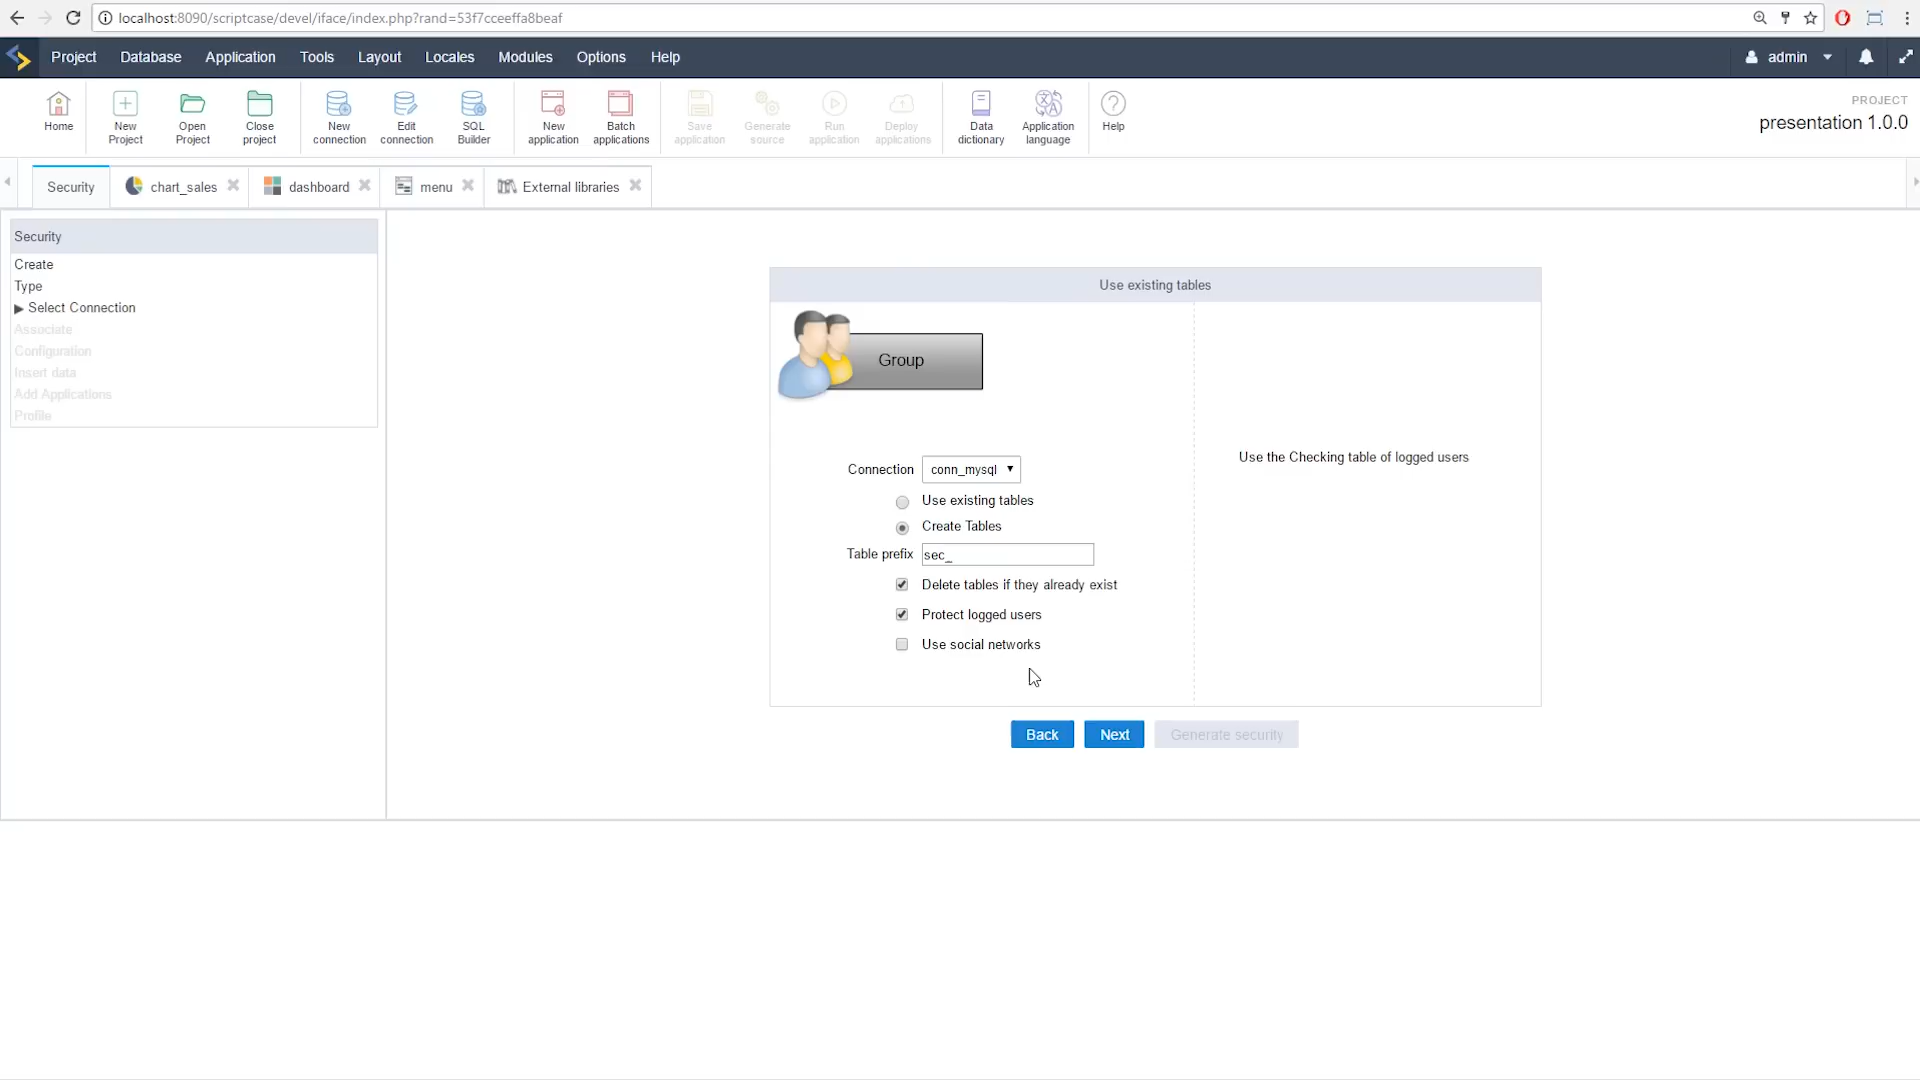 localhost:8090/scriptcase/devel/iface/index.php?rand=53f7cceeffa8beaf
Project Database Application Tools Layout Locales Modules Options Help admin
Home
New Project
Open Project
Close project
New connection
Edit connection
SQL Builder
New application
Batch applications
Save application
Generate source
Run application
Deploy applications
Data dictionary
Application language
Help
PROJECT
presentation 1.0.0
Security chart_sales dashboard menu External libraries
Security
Create
Type
Select Connection
Associate
Configuration
Insert data
Add Applications
Profile
Use existing tables
Group
Connection conn_mysql
Use existing tables
Create Tables
Table prefix sec_
Delete tables if they already exist
Protect logged users
Use social networks
Use the Checking table of logged users
Back Next Generate security